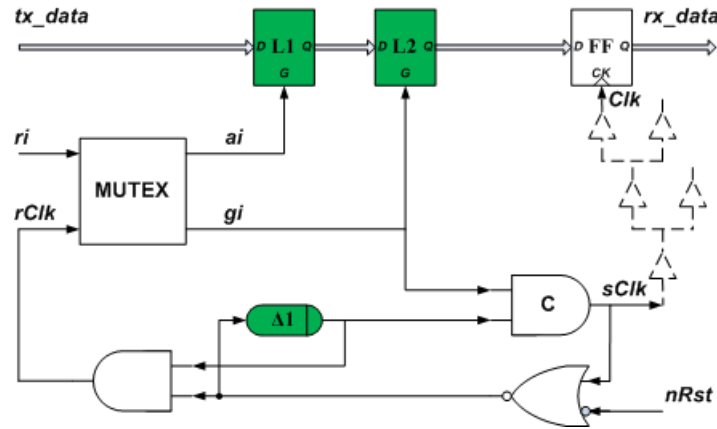 tx_data
rx_data
D L1 Q
G
D L2 Q
G
D FF Q
CK
Clk
ri
ai
MUTEX
rClk
gi
C
sClk
Δ1
nRst